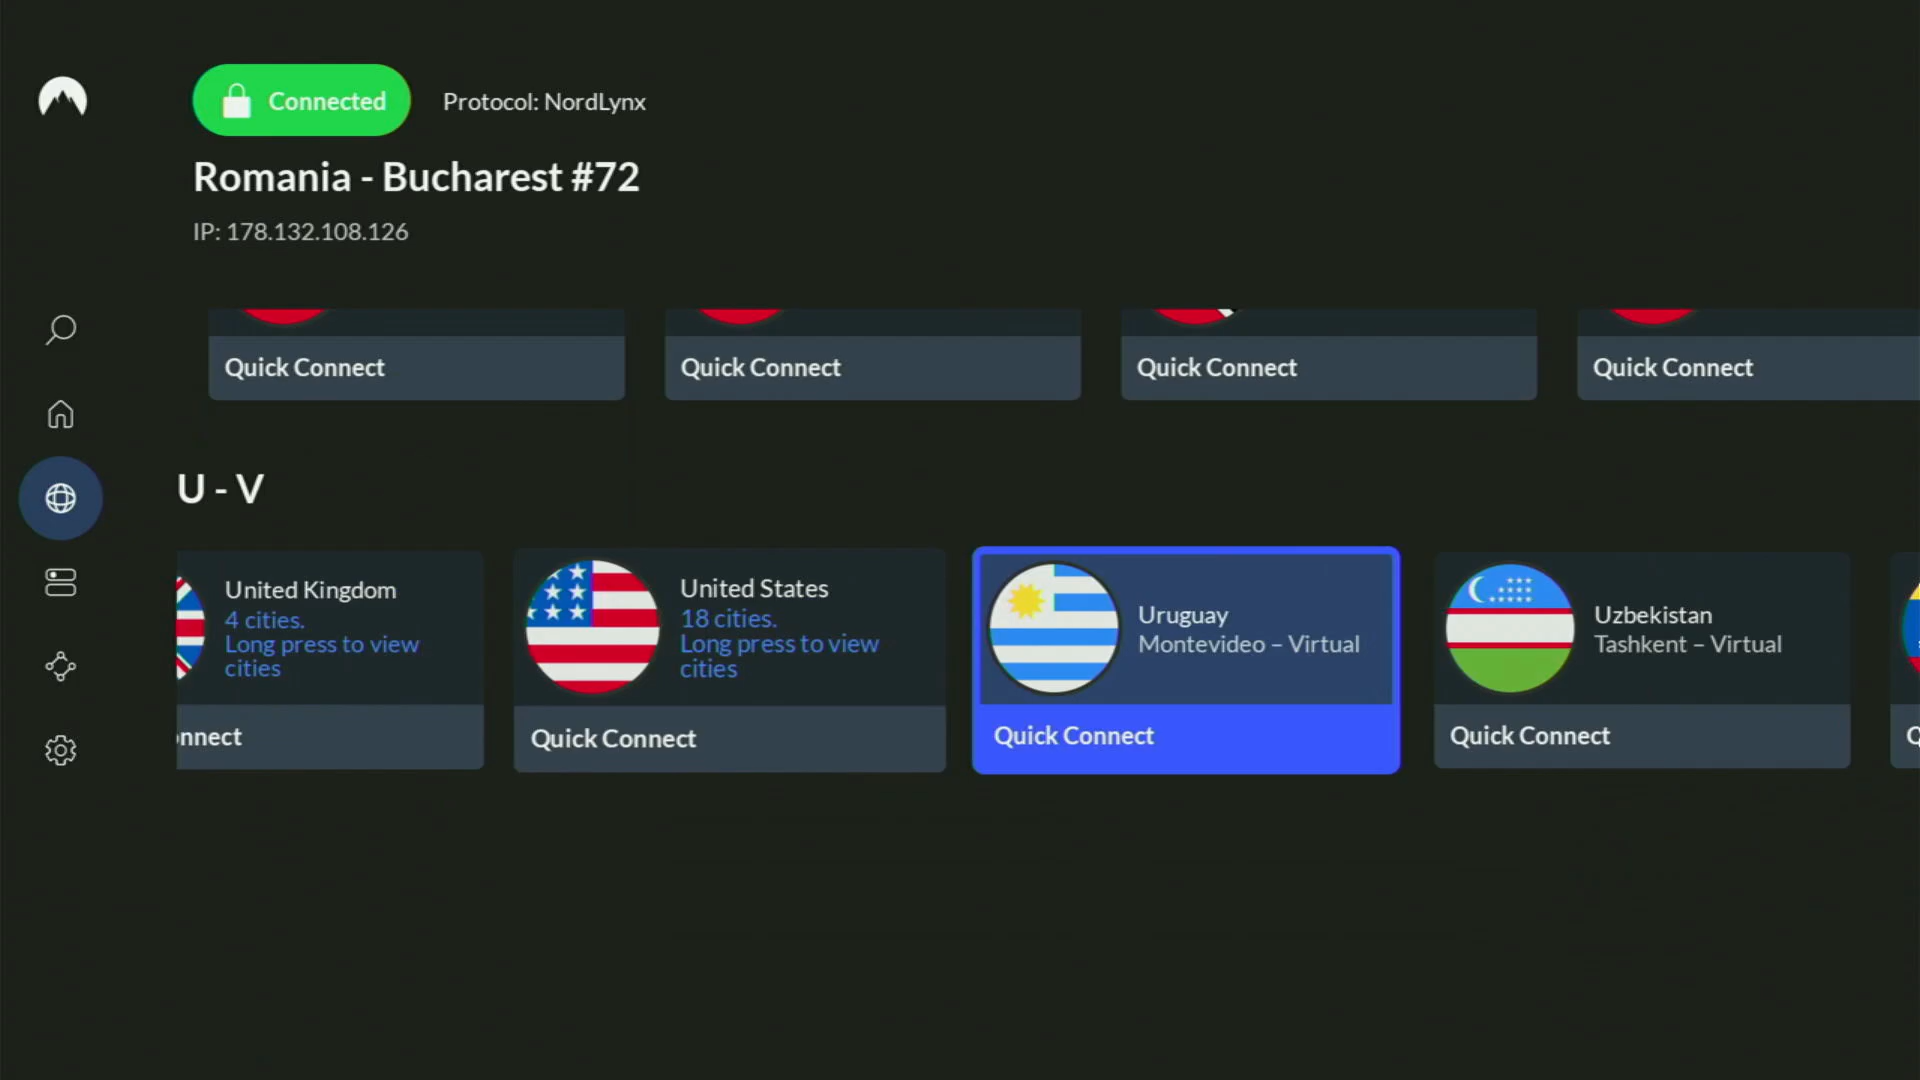 Connected
Protocol: NordLynx
Romania - Bucharest #72
IP: 178.132.108.126
Quick Connect
Quick Connect
Quick Connect
Quick Connect
U - V
United Kingdom
4 cities.
Long press to view
cities
United States
18 cities.
Long press to view
cities
Uruguay
Montevideo – Virtual
Uzbekistan
Tashkent – Virtual
nnect
Quick Connect
Quick Connect
Quick Connect